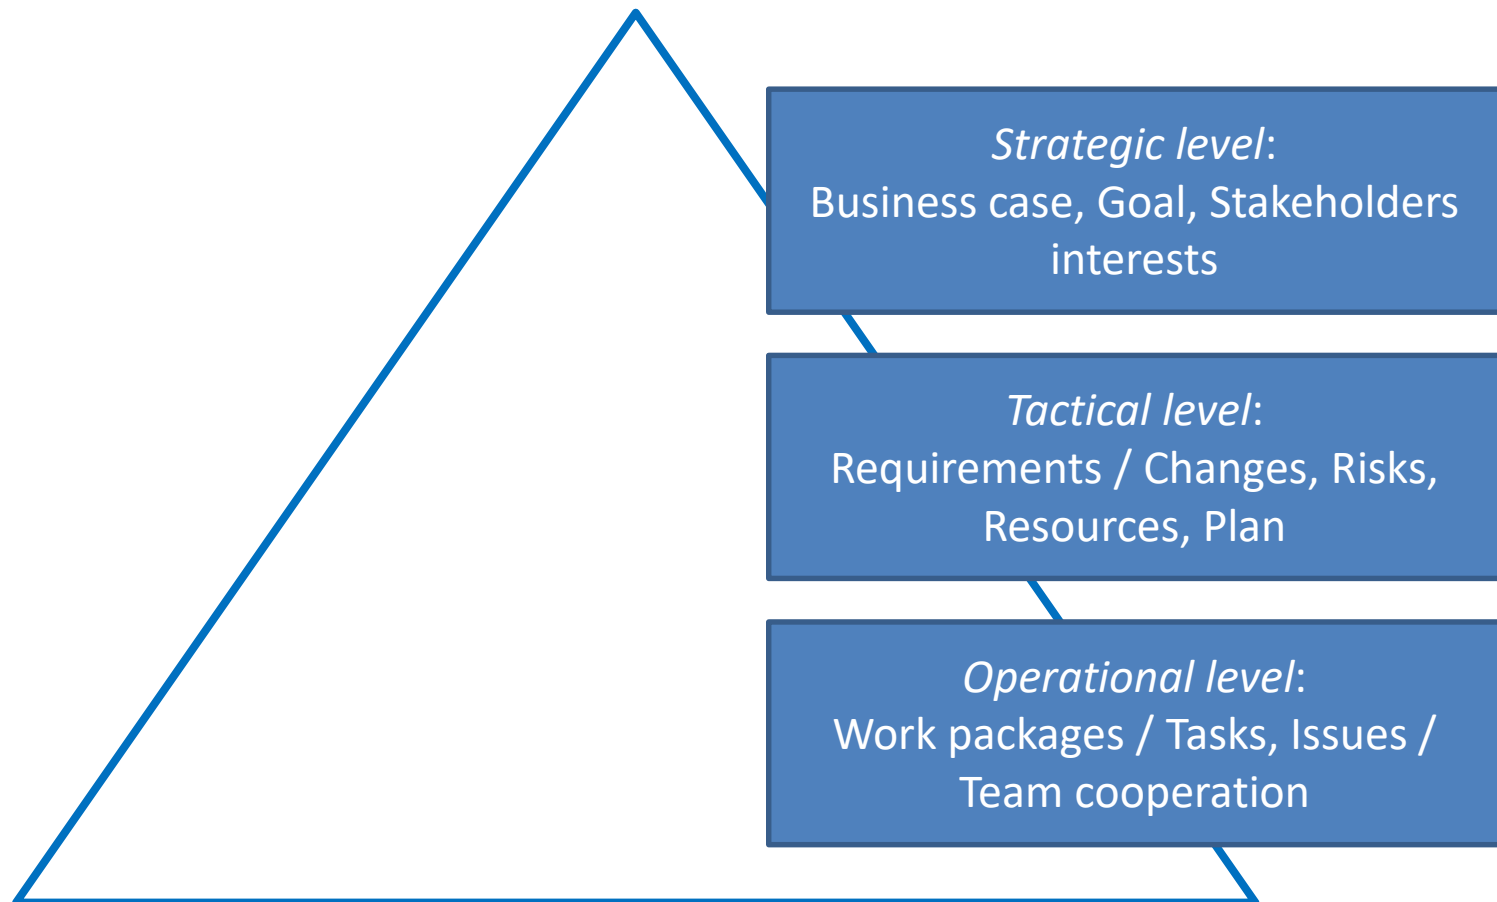 Strategic level:
Business case, Goal, Stakeholders
interests
Tactical level:
Requirements / Changes, Risks,
Resources, Plan
Operational level:
Work packages / Tasks, Issues /
Team cooperation